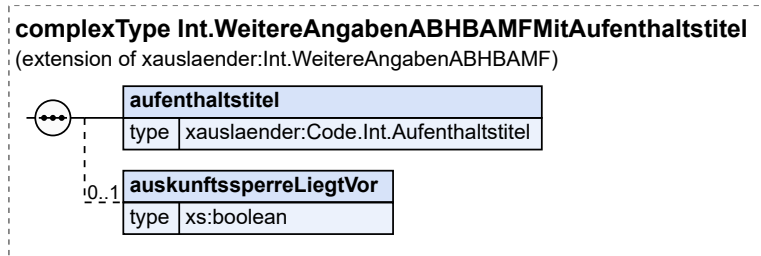 complexType Int.WeitereAngabenABHBAMFMitAufenthaltstitel
(extension of xauslaender:Int.WeitereAngabenABHBAMF)
aufenthaltstitel
type xauslaender:Code.Int.Aufenthaltstitel
0..1 auskunftssperreLiegtVor
type xs:boolean